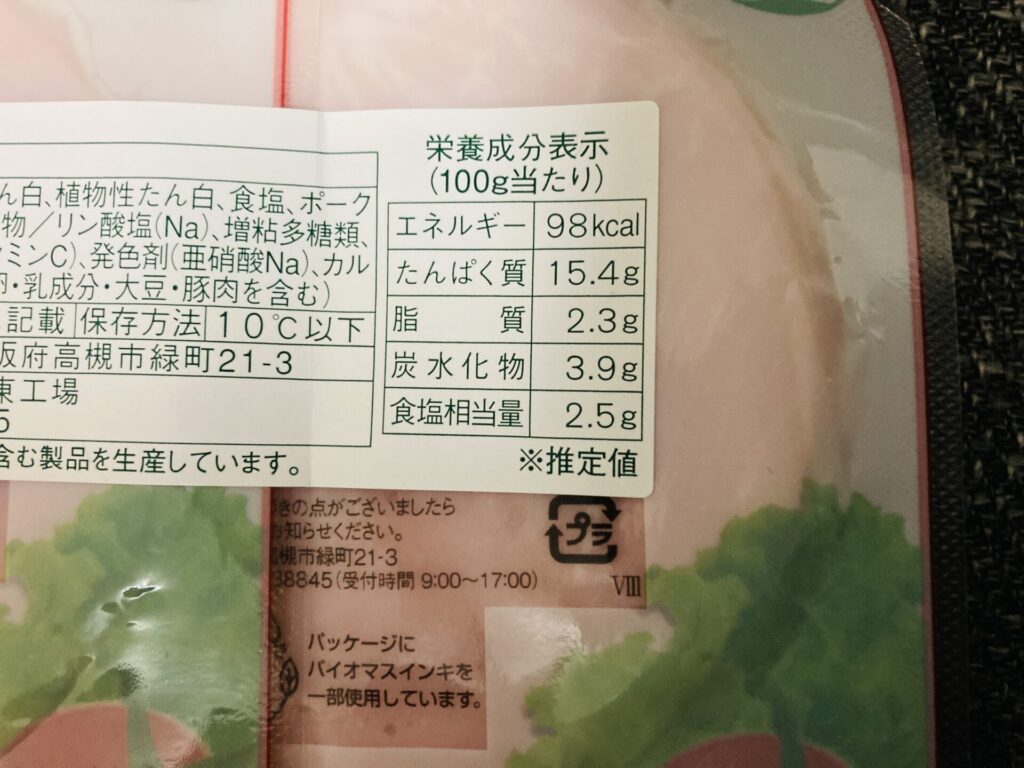 ん白、植物性たん白、食塩、ポーク
物／リン酸塩(Na)、増粘多糖類、
ミンC)、発色剤(亜硝酸Na)、カル
卵・乳成分・大豆・豚肉を含む)
記載 保存方法 10℃以下
阪府高槻市緑町21-3
東工場
5
含む製品を生産しています。
栄養成分表示
(100g当たり)
エネルギー 98kcal
たんぱく質 15.4g
脂質 2.3g
炭水化物 3.9g
食塩相当量 2.5g
※推定値
きの点がございましたら
お知らせください。
高槻市緑町21-3
38845(受付時間 9:00～17:00)
プラ
Ⅷ
パッケージに
バイオマスインキを
一部使用しています。